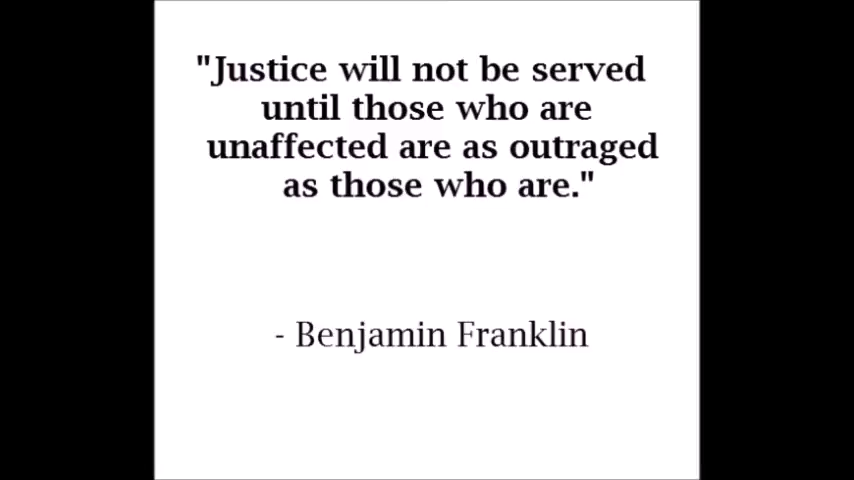 "Justice will not be served
until those who are
unaffected are as outraged
as those who are."
- Benjamin Franklin